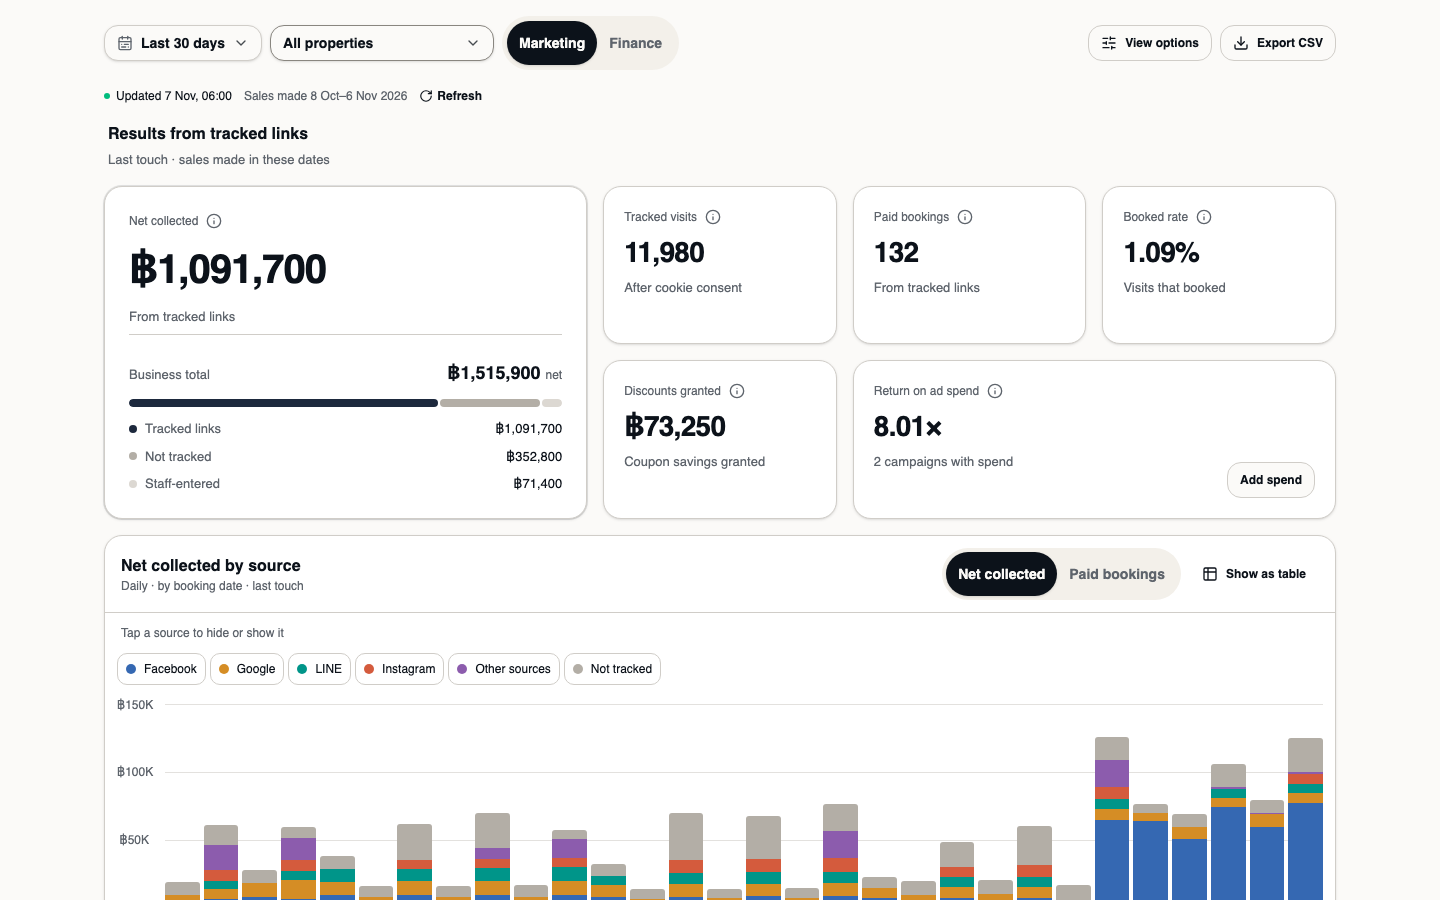 Last 30 days
All properties
Marketing
Finance
View options
Export CSV
Updated 7 Nov, 06:00
Sales made 8 Oct–6 Nov 2026
Refresh
Results from tracked links
Last touch · sales made in these dates
Net collected
฿1,091,700
From tracked links
Business total
฿1,515,900 net
Tracked links
฿1,091,700
Not tracked
฿352,800
Staff-entered
฿71,400
Tracked visits
11,980
After cookie consent
Paid bookings
132
From tracked links
Booked rate
1.09%
Visits that booked
Discounts granted
฿73,250
Coupon savings granted
Return on ad spend
8.01×
2 campaigns with spend
Add spend
Net collected by source
Daily · by booking date · last touch
Net collected
Paid bookings
Show as table
Tap a source to hide or show it
Facebook
Google
LINE
Instagram
Other sources
Not tracked
฿150K
฿100K
฿50K